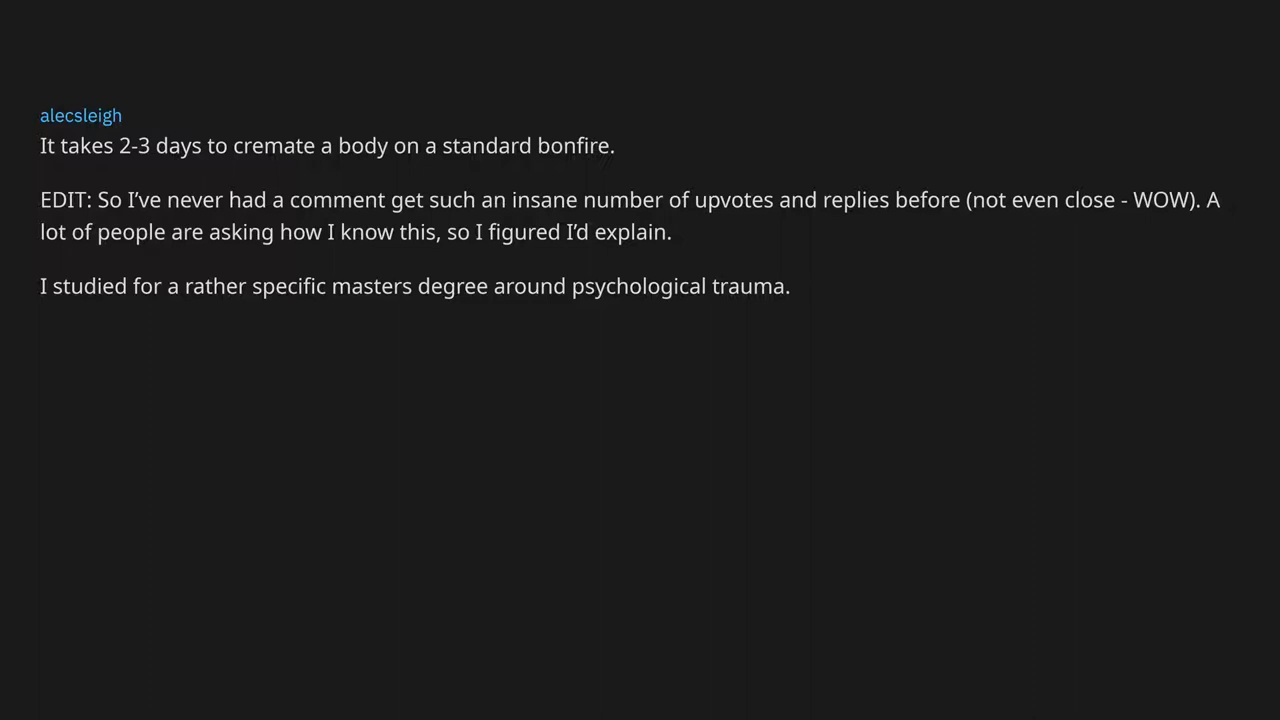 alecsleigh
It takes 2-3 days to cremate a body on a standard bonfire.
EDIT: So I’ve never had a comment get such an insane number of upvotes and replies before (not even close - WOW). A
lot of people are asking how I know this, so I figured I’d explain.
I studied for a rather specific masters degree around psychological trauma.